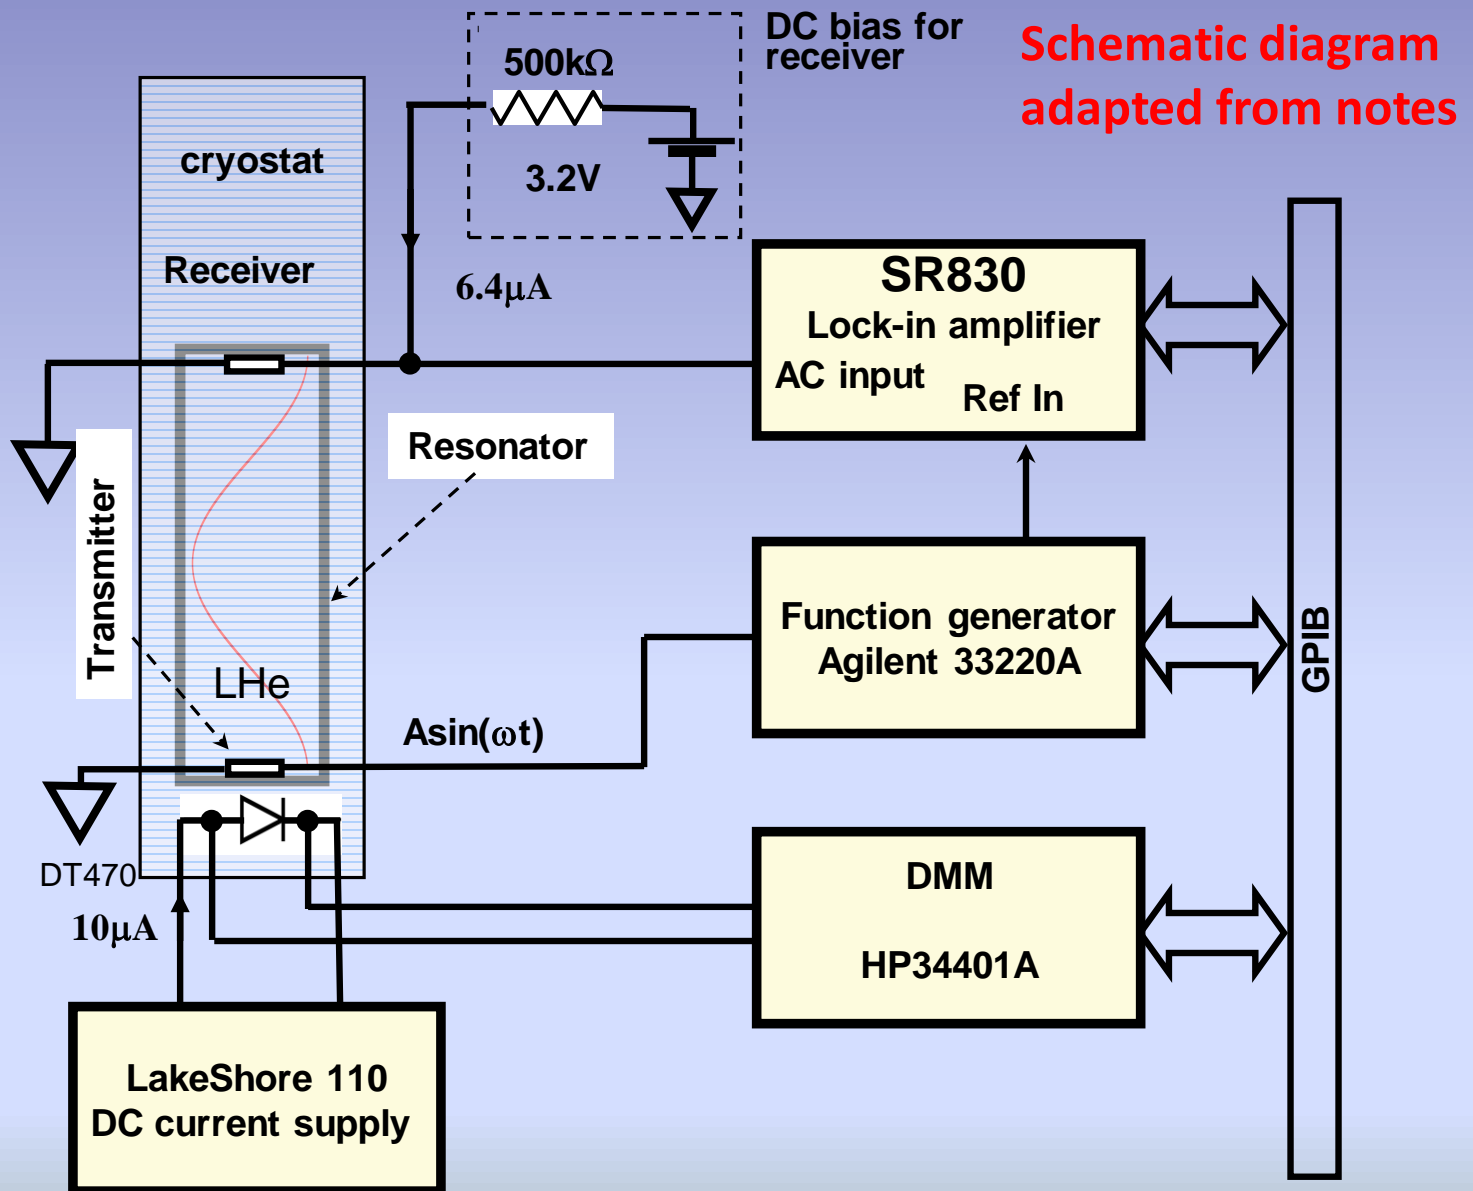 DC bias for
receiver
Schematic diagram
adapted from notes
500kΩ
3.2V
cryostat
Receiver
6.4μA
SR830
Lock-in amplifier
AC input
Ref In
Resonator
Transmitter
LHe
Asin(ωt)
Function generator
Agilent 33220A
GPIB
DT470
10μA
DMM
HP34401A
LakeShore 110
DC current supply